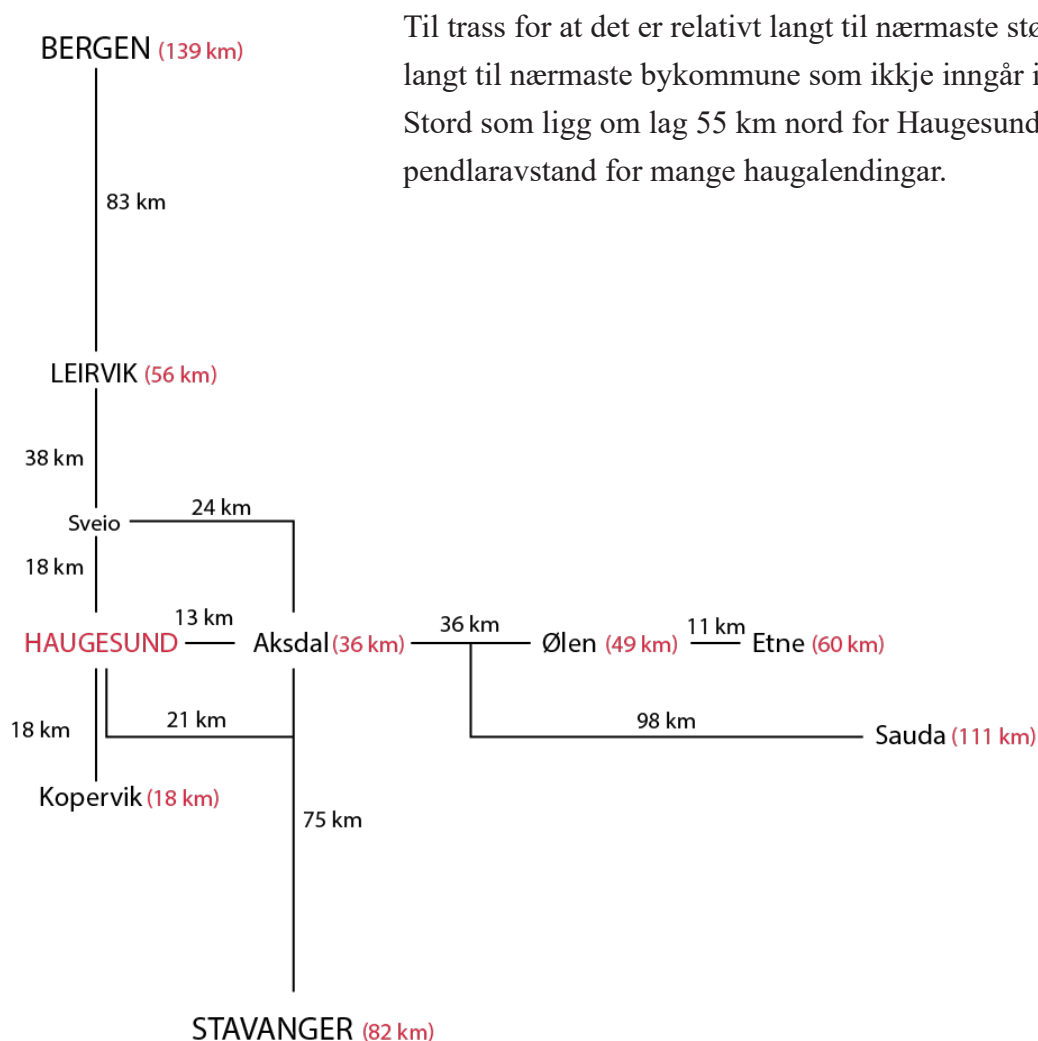 Til trass for at det er relativt langt til nærmaste
langt til nærmaste bykommune som ikkje inngår i
Stord som ligg om lag 55 km nord for Haugesund
pendlaravstand for mange haugalendingar.
BERGEN (139 km)
83 km
LEIRVIK (56 km)
38 km
24 km
Sveio
18 km
13 km
36 km
11 km
HAUGESUND
Aksdal (36 km)
Ølen (49 km)
Etne (60 km)
18 km
21 km
98 km
Sauda (111 km)
Kopervik (18 km)
75 km
STAVANGER (82 km)